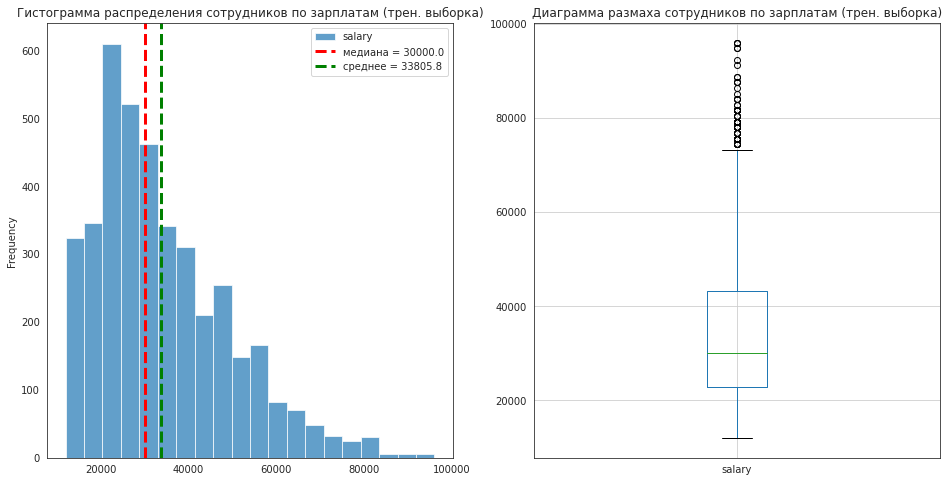 Гистограмма распределения сотрудников по зарплатам (трен. выборка)
salary
медиана = 30000.0
среднее = 33805.8
Frequency
600
500
400
300
200
100
0
20000
40000
60000
80000
100000
Диаграмма размаха сотрудников по зарплатам (трен. выборка)
100000
80000
60000
40000
20000
salary